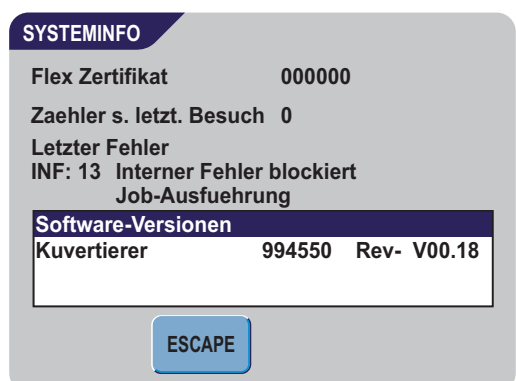 SYSTEMINFO
Flex Zertifikat 000000
Zaehler s. letzt. Besuch 0
Letzter Fehler
INF: 13 Interner Fehler blockiert
Job-Ausfuehrung
Software-Versionen
Kuvertierer 994550 Rev- V00.18
ESCAPE